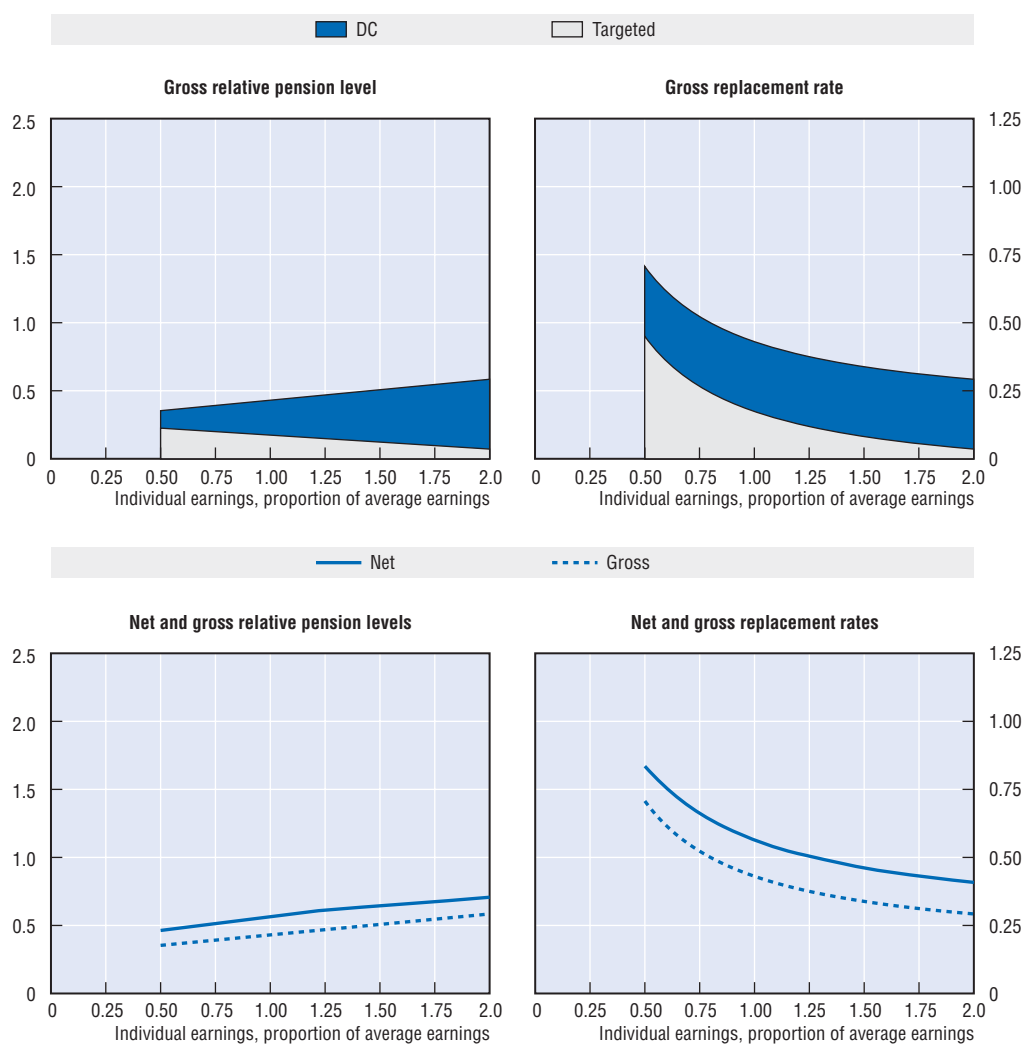 DC Targeted
Gross relative pension level
2.5
2.0
1.5
1.0
0.5
0
0 0.25 0.50 0.75 1.00 1.25 1.50 1.75 2.0
Individual earnings, proportion of average earnings
Gross replacement rate
1.25
1.00
0.75
0.50
0.25
0
0 0.25 0.50 0.75 1.00 1.25 1.50 1.75 2.0
Individual earnings, proportion of average earnings
Net Gross
Net and gross relative pension levels
2.5
2.0
1.5
1.0
0.5
0
0 0.25 0.50 0.75 1.00 1.25 1.50 1.75 2.0
Individual earnings, proportion of average earnings
Net and gross replacement rates
1.25
1.00
0.75
0.50
0.25
0
0 0.25 0.50 0.75 1.00 1.25 1.50 1.75 2.0
Individual earnings, proportion of average earnings